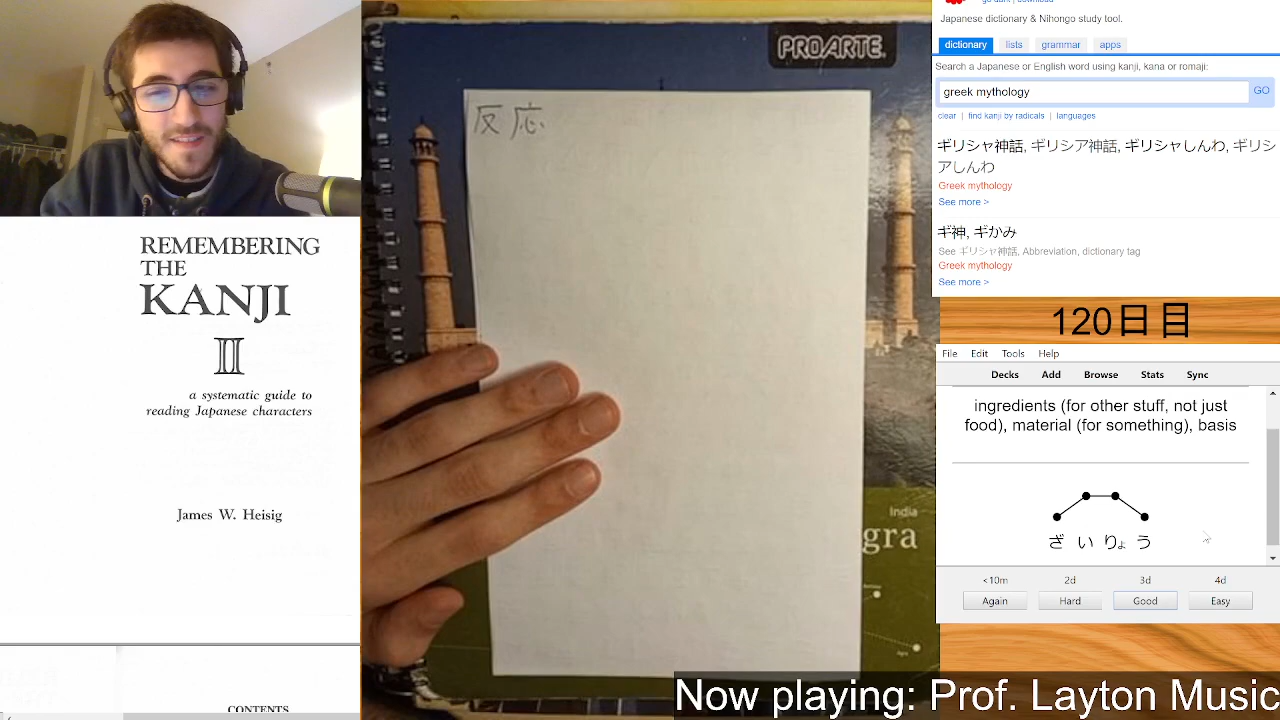 REMEMBERING
THE
KANJI
II
a systematic guide to
reading Japanese characters
James W. Heisig
CONTENTS
PROARTE
反応
India
gra
Japanese dictionary & Nihongo study tool.
dictionary lists grammar apps
Search a Japanese or English word using kanji, kana or romaji:
greek mythology GO
clear | find kanji by radicals | languages
ギリシャ神話, ギリシア神話, ギリシャしんわ, ギリシ
アしんわ
Greek mythology
See more >
ギ神, ギかみ
See ギリシャ神話, Abbreviation, dictionary tag
Greek mythology
See more >
120日目
File Edit Tools Help
Decks Add Browse Stats Sync
ingredients (for other stuff, not just
food), material (for something), basis
ざいりょう
<10m 2d 3d 4d
Again Hard Good Easy
Now playing: Prof. Layton Music